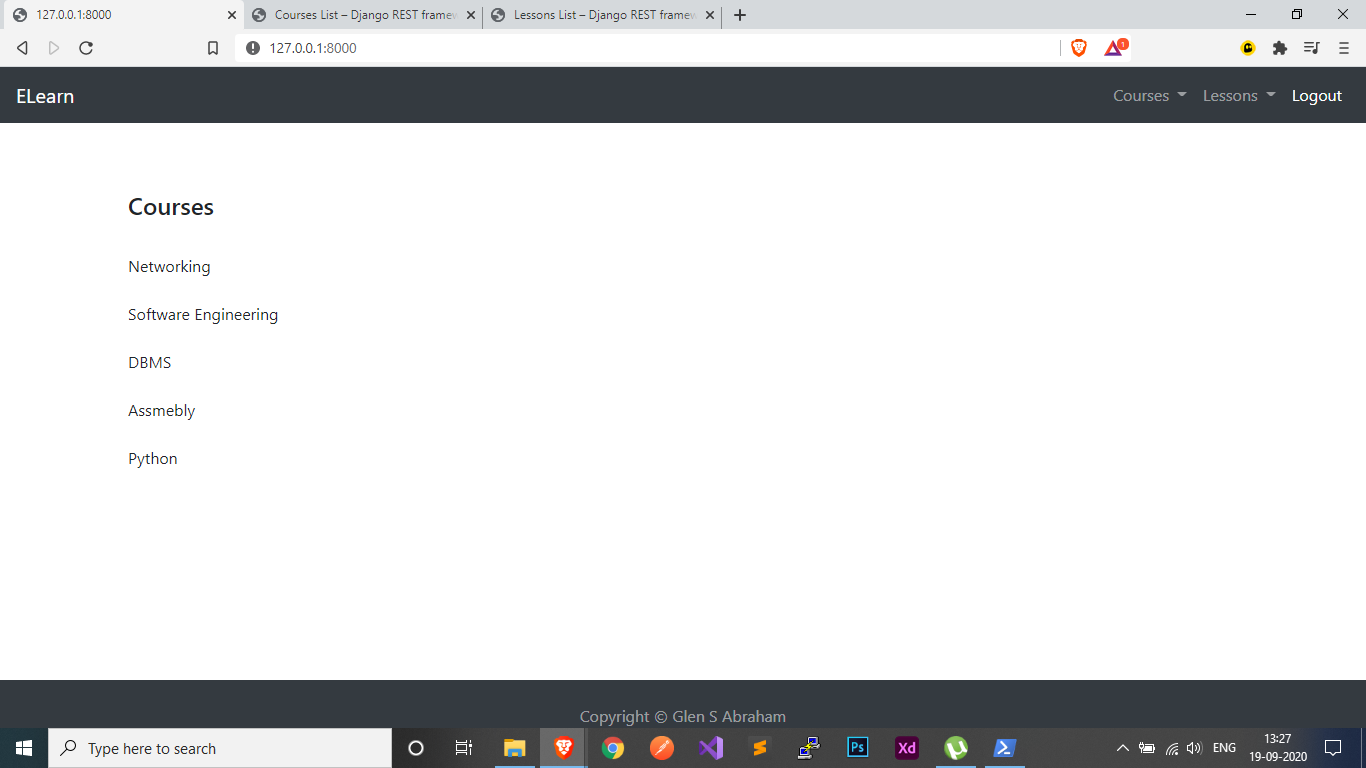 127.0.0.1:8000
Courses List – Django REST framew
Lessons List – Django REST framew
127.0.0.1:8000
1
ELearn
Courses
Lessons
Logout
Courses
Networking
Software Engineering
DBMS
Assmebly
Python
Copyright © Glen S Abraham
Type here to search
Ps
Xd
ENG
13:27
19-09-2020